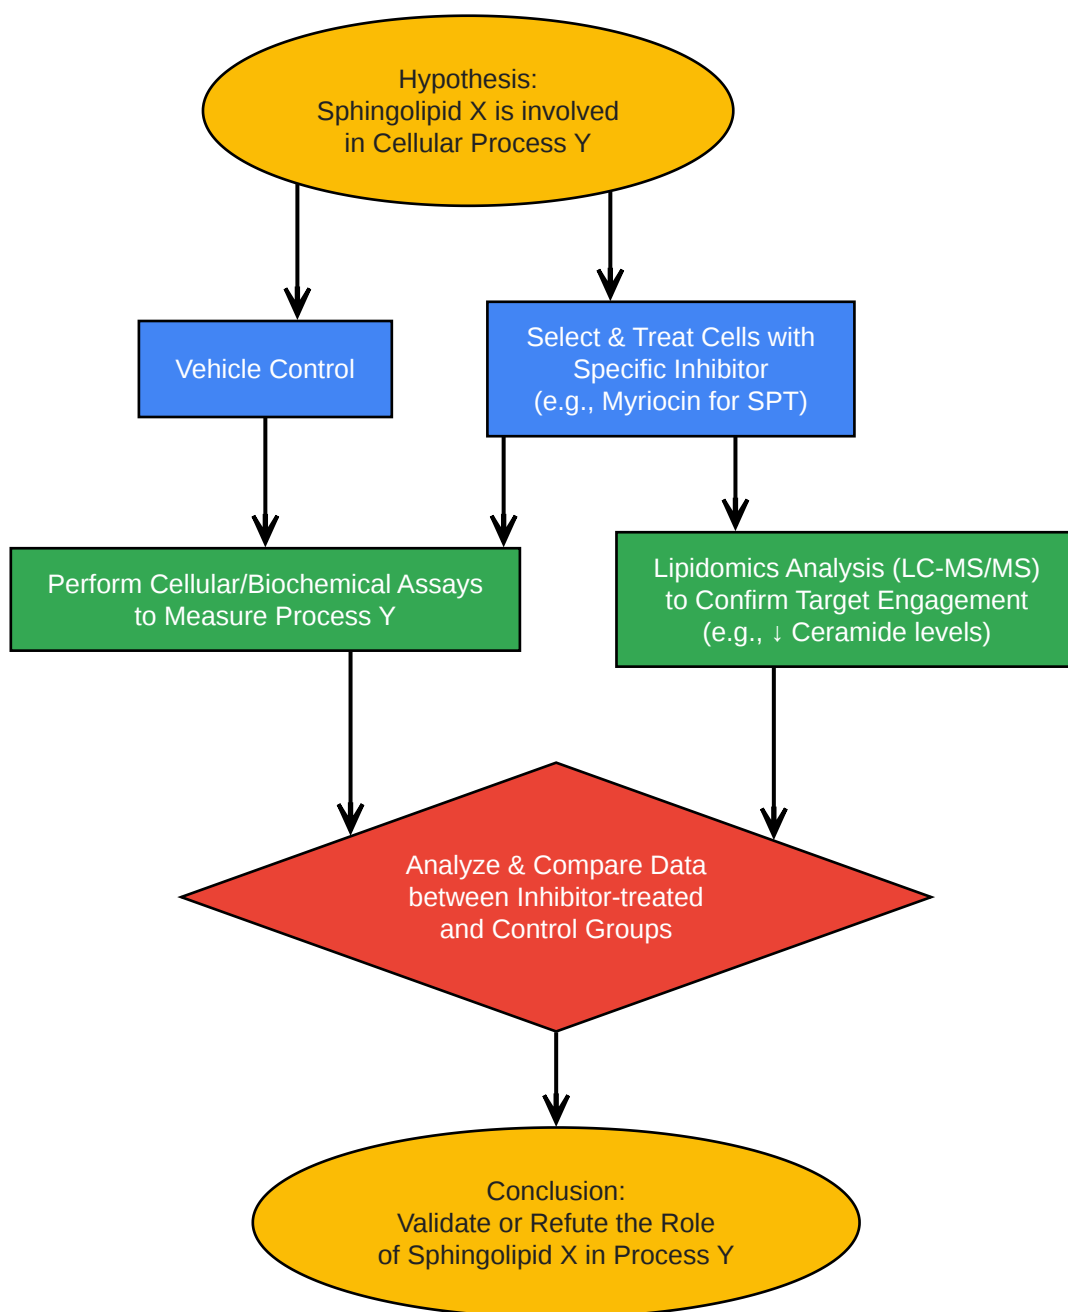 Hypothesis:
Sphingolipid X is involved
in Cellular Process Y
Vehicle Control
Select & Treat Cells with
Specific Inhibitor
(e.g., Myriocin for SPT)
Perform Cellular/Biochemical Assays
to Measure Process Y
Lipidomics Analysis (LC-MS/MS)
to Confirm Target Engagement
(e.g., ↓ Ceramide levels)
Analyze & Compare Data
between Inhibitor-treated
and Control Groups
Conclusion:
Validate or Refute the Role
of Sphingolipid X in Process Y